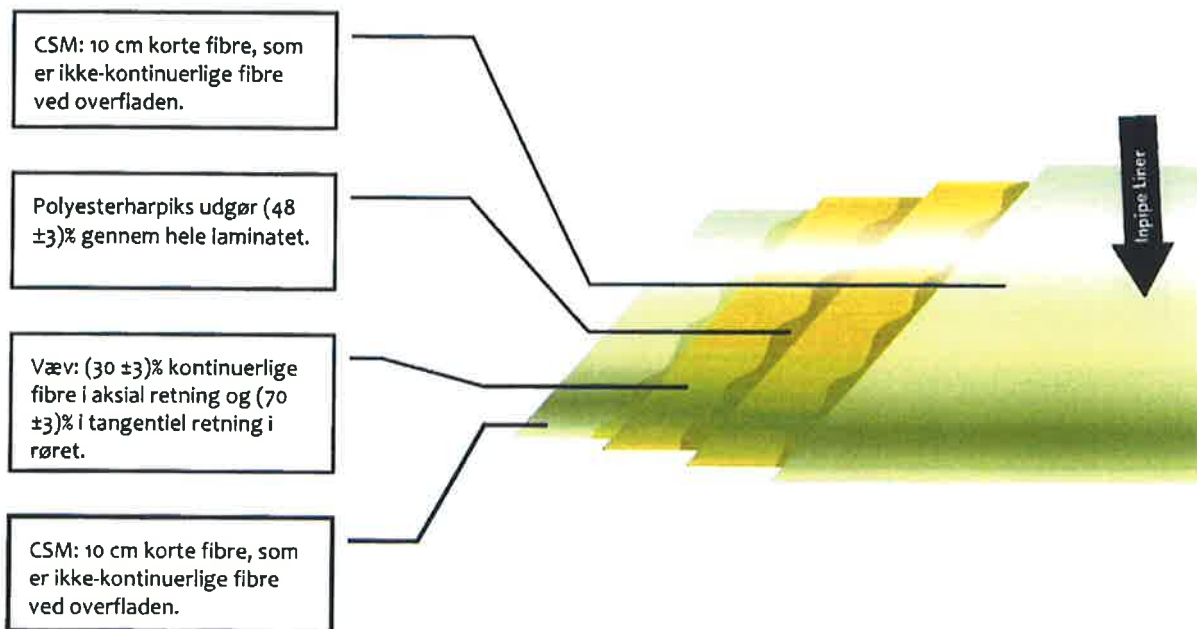 CSM: 10 cm korte fibre, som
er ikke-kontinuerlige fibre
ved overfladen.
Polyesterharpiks udgør (48
±3)% gennem hele laminatet.
Væv: (30 ±3)% kontinuerlige
fibre i aksial retning og (70
±3)% i tangentiel retning i
røret.
CSM: 10 cm korte fibre, som
er ikke-kontinuerlige fibre
ved overfladen.
Inpipe Liner